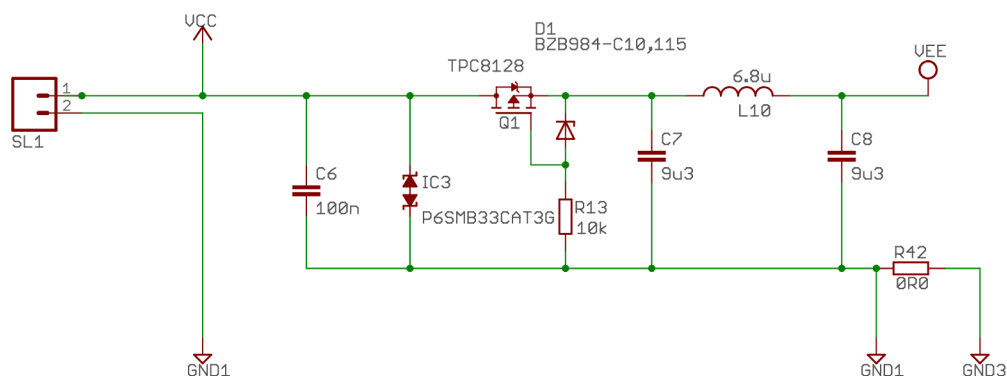 VCC
D1
BZB984-C10,115
TPC8128
VEE
1
2
SL1
Q1
6.8u
L10
C6
100n
IC3
P6SMB33CAT3G
R13
10k
C7
9u3
C8
9u3
R42
0R0
GND1
GND1
GND3